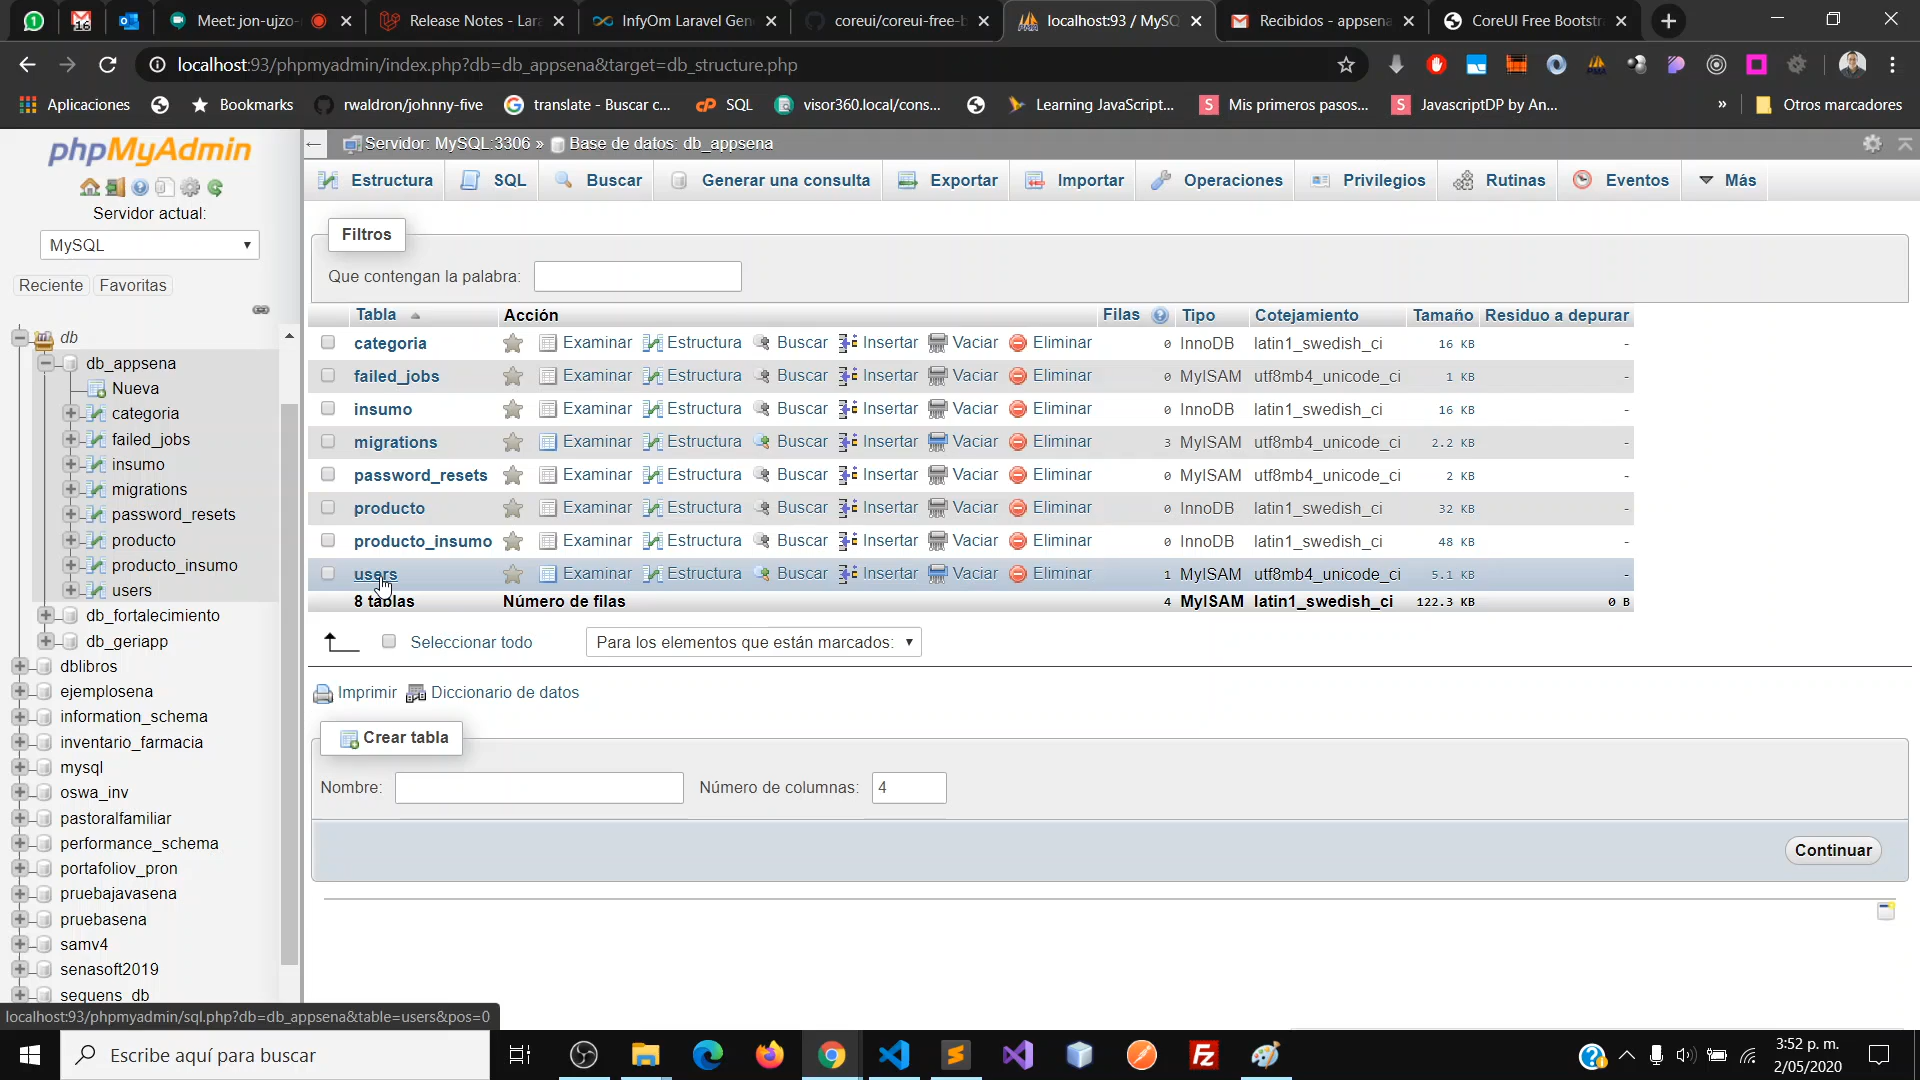 Meet: jon-ujzo-
Release Notes - Lar
InfyOm Laravel Gen
coreui/coreui-free-b
localhost:93 / MySQ
Recibidos - appsena
CoreUI Free Bootstr
localhost:93/phpmyadmin/index.php?db=db_appsena&target=db_structure.php
Aplicaciones
Bookmarks
rwaldron/johnny-five
translate - Buscar c...
SQL
visor360.local/cons...
Learning JavaScript...
Mis primeros pasos...
JavascriptDP by An...
»
Otros marcadores
phpMyAdmin
Servidor actual:
MySQL
Reciente
Favoritas
db
db_appsena
Nueva
categoria
failed_jobs
insumo
migrations
password_resets
producto
producto_insumo
users
db_fortalecimiento
db_geriapp
dblibros
ejemplosena
information_schema
inventario_farmacia
mysql
oswa_inv
pastoralfamiliar
performance_schema
portafoliov_pron
pruebajavasena
pruebasena
samv4
senasoft2019
sequens_db
Servidor: MySQL:3306 » Base de datos: db_appsena
Estructura SQL Buscar Generar una consulta Exportar Importar Operaciones Privilegios Rutinas Eventos Más
Filtros
Que contengan la palabra:
Tabla Acción Filas Tipo Cotejamiento Tamaño Residuo a depurar
categoria Examinar Estructura Buscar Insertar Vaciar Eliminar 0 InnoDB latin1_swedish_ci 16 KB -
failed_jobs Examinar Estructura Buscar Insertar Vaciar Eliminar 0 MyISAM utf8mb4_unicode_ci 1 KB -
insumo Examinar Estructura Buscar Insertar Vaciar Eliminar 0 InnoDB latin1_swedish_ci 16 KB -
migrations Examinar Estructura Buscar Insertar Vaciar Eliminar 3 MyISAM utf8mb4_unicode_ci 2.2 KB -
password_resets Examinar Estructura Buscar Insertar Vaciar Eliminar 0 MyISAM utf8mb4_unicode_ci 2 KB -
producto Examinar Estructura Buscar Insertar Vaciar Eliminar 0 InnoDB latin1_swedish_ci 32 KB -
producto_insumo Examinar Estructura Buscar Insertar Vaciar Eliminar 0 InnoDB latin1_swedish_ci 48 KB -
users Examinar Estructura Buscar Insertar Vaciar Eliminar 1 MyISAM utf8mb4_unicode_ci 5.1 KB -
8 tablas Número de filas 4 MyISAM latin1_swedish_ci 122.3 KB 0 B
Seleccionar todo
Para los elementos que están marcados:
Imprimir Diccionario de datos
Crear tabla
Nombre:
Número de columnas: 4
Continuar
localhost:93/phpmyadmin/sql.php?db=db_appsena&table=users&pos=0
Escribe aquí para buscar
3:52 p. m.
2/05/2020